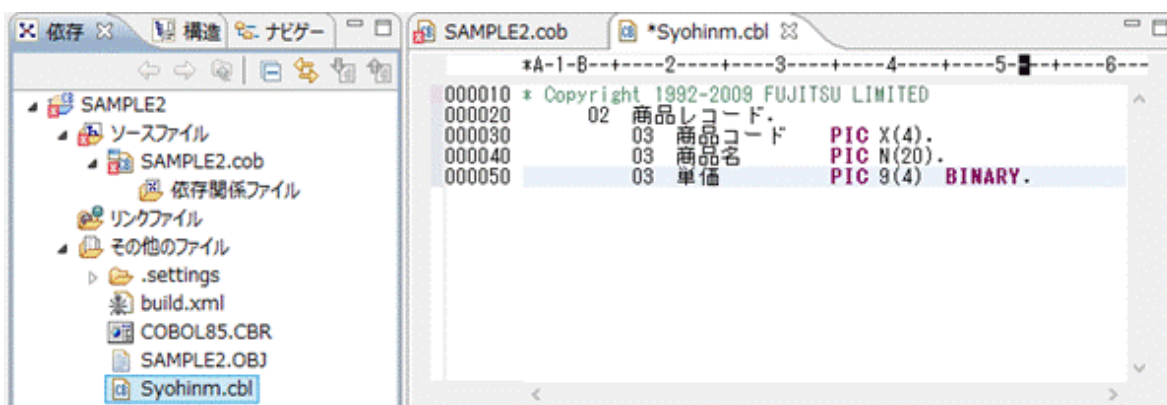 依存 構造 ナビゲー
SAMPLE2
ソースファイル
SAMPLE2.cob
依存関係ファイル
リンクファイル
その他のファイル
.settings
build.xml
COBOL85.CBR
SAMPLE2.OBJ
Syohinm.cbl
SAMPLE2.cob *Syohinm.cbl
*A-1-B--+----2----+----3----+----4----+----5-█--+----6---
000010 * Copyright 1992-2009 FUJITSU LIMITED
000020 02 商品レコード.
000030 03 商品コード PIC X(4).
000040 03 商品名 PIC N(20).
000050 03 単価 PIC 9(4) BINARY.